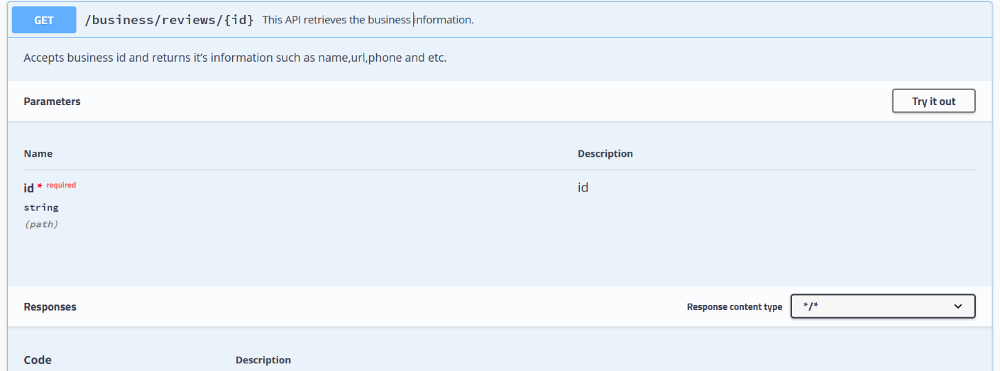 GET /business/reviews/{id} This API retrieves the business information.
Accepts business id and returns it’s information such as name,url,phone and etc.
Parameters Try it out
Name Description
id * required id
string
(path)
Responses Response content type */*
Code Description